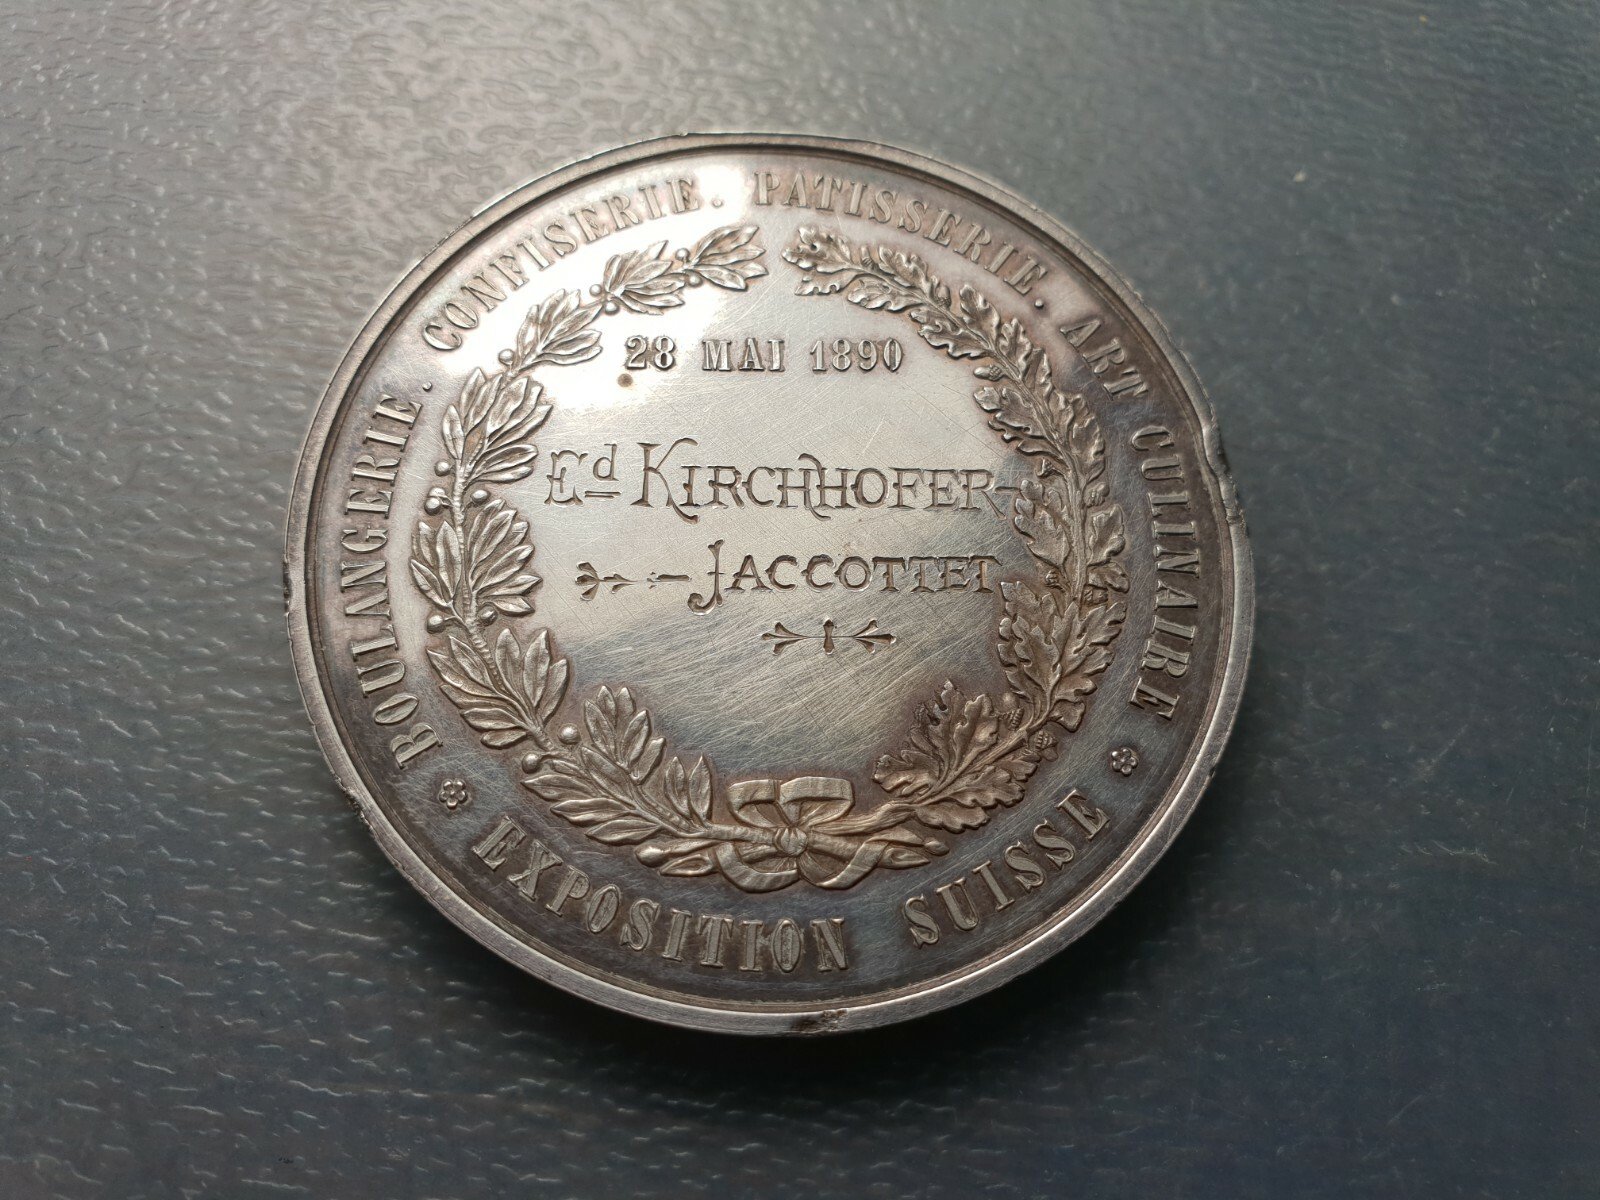 BOULANGERIE. CONFISERIE. PATISSERIE. ART CULINAIRE
28 MAI 1890
Ed KIRCHHOFER-
JACCOTTET
EXPOSITION SUISSE